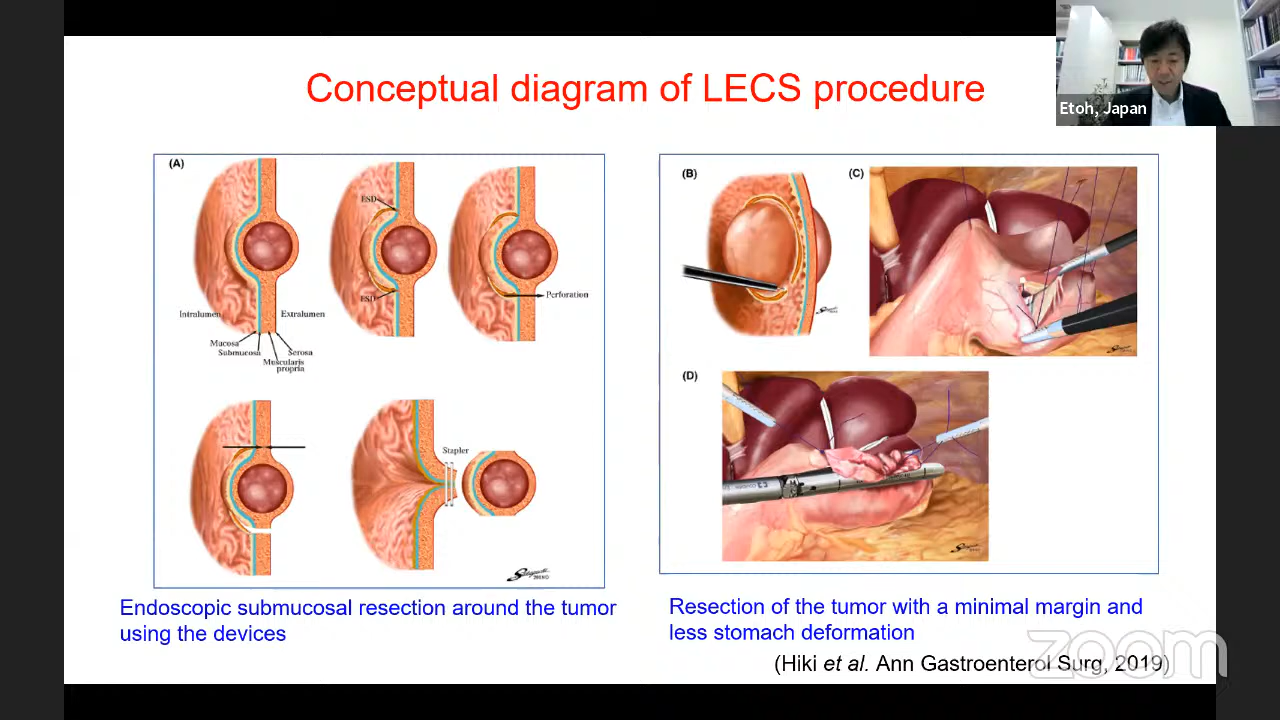 Conceptual diagram of LECS procedure
Etoh, Japan
(A)
ESD
ESD
Perforation
Intralumen
Extralumen
Mucosa
Submucosa
Serosa
Muscularis
propria
Stapler
(B)
(C)
(D)
Endoscopic submucosal resection around the tumor
using the devices
Resection of the tumor with a minimal margin and
less stomach deformation
(Hiki et al. Ann Gastroenterol Surg, 2019)
zoom